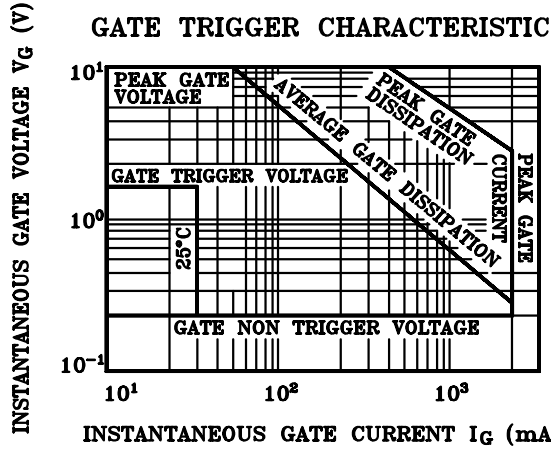 GATE TRIGGER CHARACTERISTIC
INSTANTANEOUS GATE VOLTAGE VG (V)
10¹
PEAK GATE
VOLTAGE
AVERAGE GATE DISSIPATION
PEAK GATE
DISSIPATION
GATE TRIGGER VOLTAGE
PEAK GATE
CURRENT
10⁰
25°C
GATE NON TRIGGER VOLTAGE
10⁻¹
10¹ 10² 10³
INSTANTANEOUS GATE CURRENT IG (mA